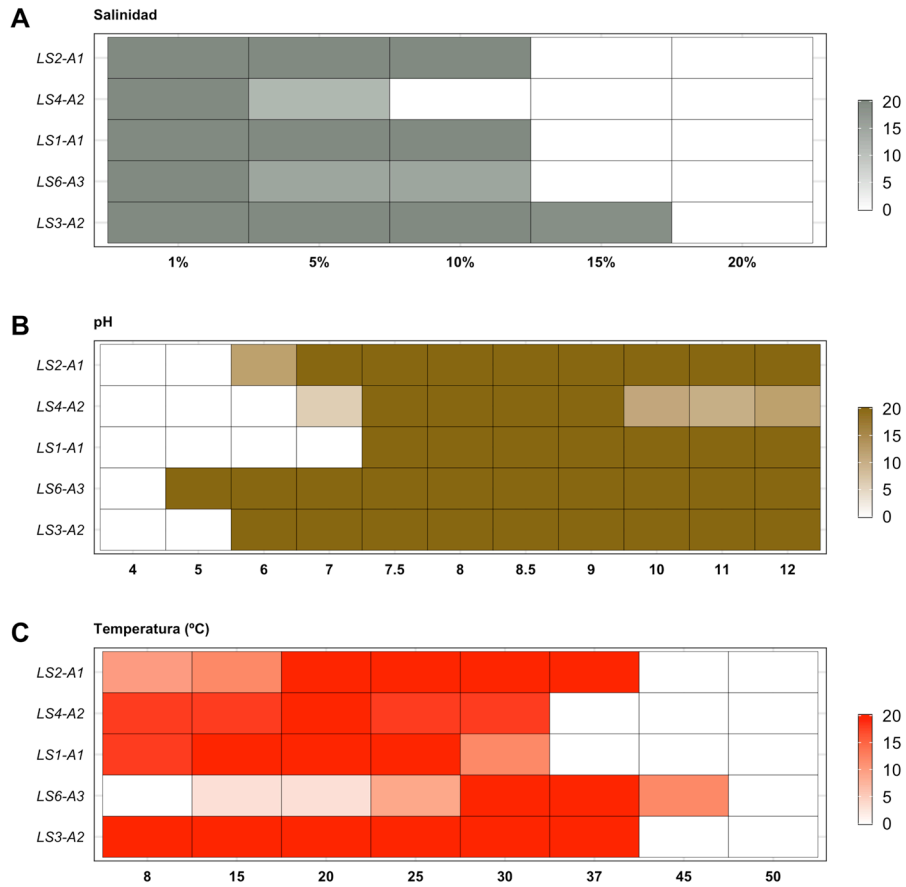 A
Salinidad
LS2-A1
LS4-A2
LS1-A1
LS6-A3
LS3-A2
1% 5% 10% 15% 20%
20
15
10
5
0
B
pH
LS2-A1
LS4-A2
LS1-A1
LS6-A3
LS3-A2
4 5 6 7 7.5 8 8.5 9 10 11 12
20
15
10
5
0
C
Temperatura (ºC)
LS2-A1
LS4-A2
LS1-A1
LS6-A3
LS3-A2
8 15 20 25 30 37 45 50
20
15
10
5
0